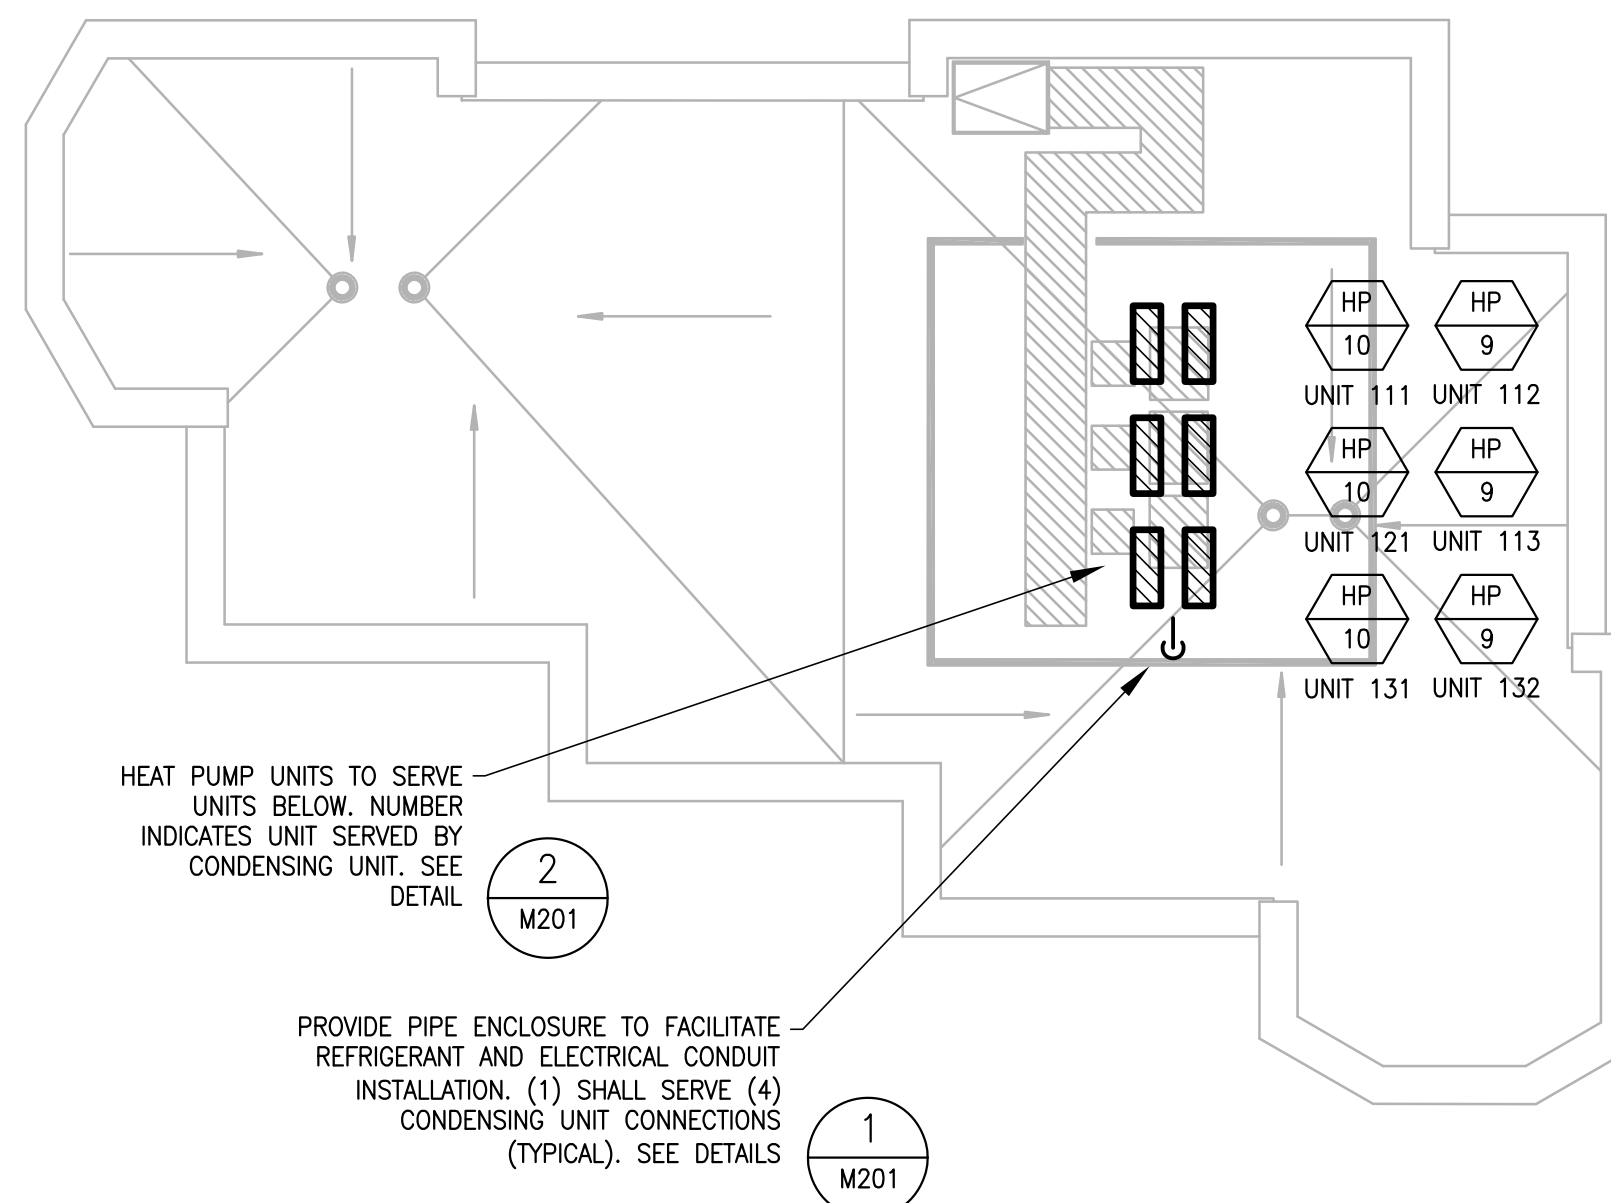 HP HP
10 9
UNIT 111 UNIT 112
HP HP
10 9
UNIT 121 UNIT 113
HP HP
10 9
UNIT 131 UNIT 132
HEAT PUMP UNITS TO SERVE
UNITS BELOW. NUMBER
INDICATES UNIT SERVED BY
CONDENSING UNIT. SEE
DETAIL
2
M201
PROVIDE PIPE ENCLOSURE TO FACILITATE
REFRIGERANT AND ELECTRICAL CONDUIT
INSTALLATION. (1) SHALL SERVE (4)
CONDENSING UNIT CONNECTIONS
(TYPICAL). SEE DETAILS
1
M201